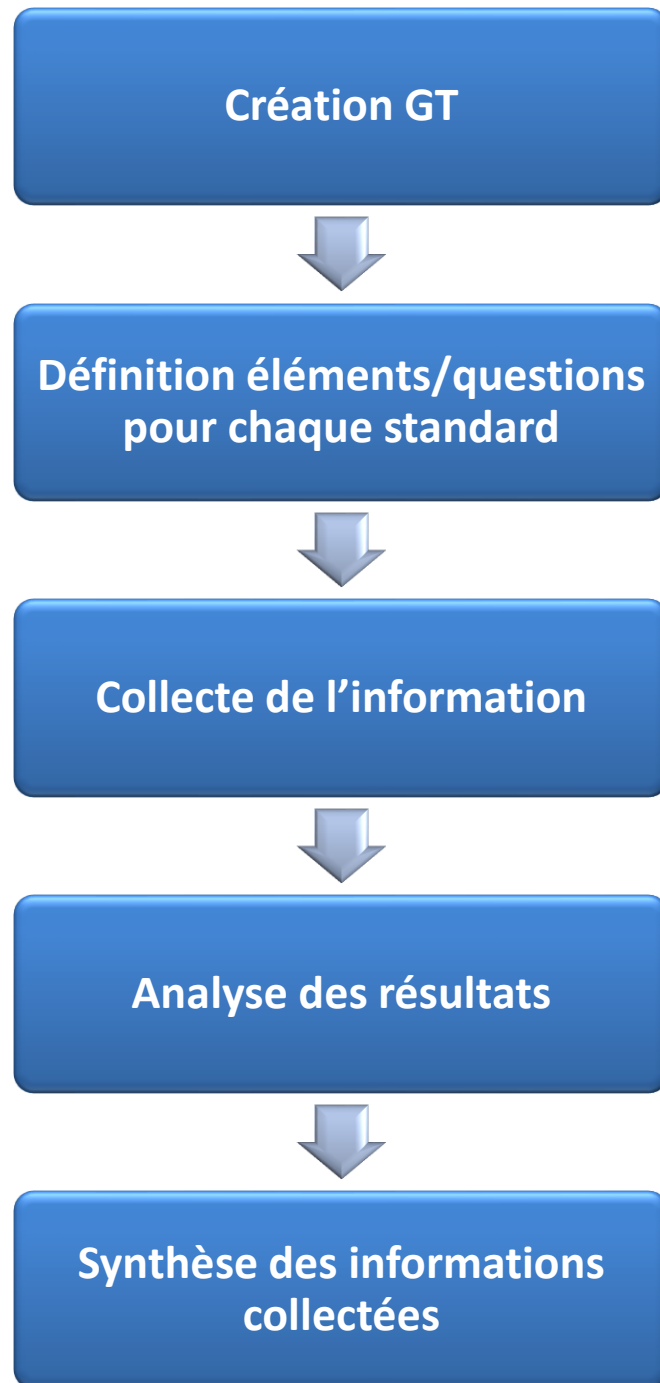 Création GT
Définition éléments/questions
pour chaque standard
Collecte de l’information
Analyse des résultats
Synthèse des informations
collectées